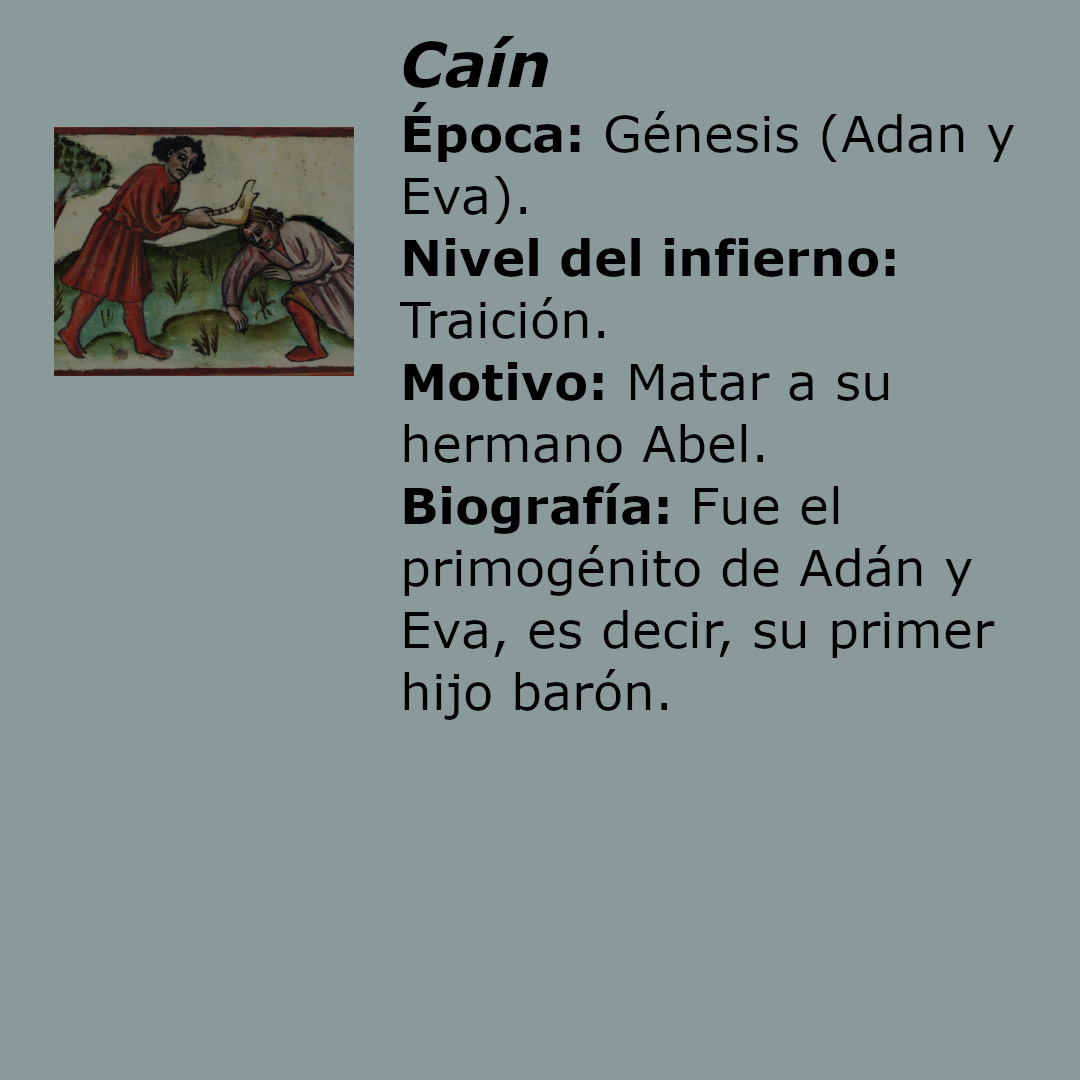 Caín
Época: Génesis (Adan y
Eva).
Nivel del infierno:
Traición.
Motivo: Matar a su
hermano Abel.
Biografía: Fue el
primogénito de Adán y
Eva, es decir, su primer
hijo barón.